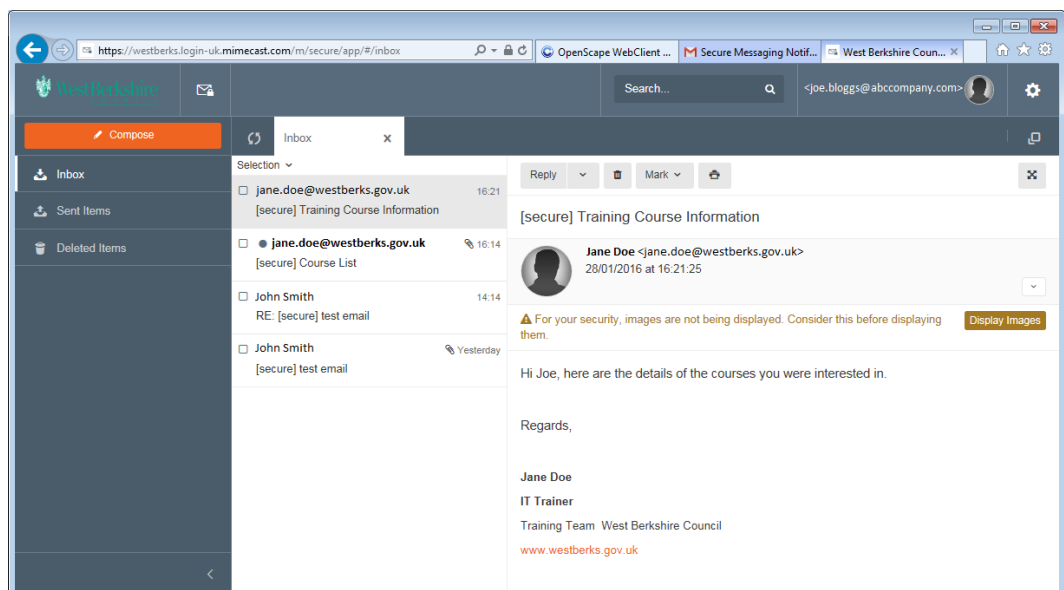 https://westberks.login-uk.mimecast.com/m/secure/app/#/inbox
OpenScape WebClient ...
Secure Messaging Notif...
West Berkshire Coun...
West Berkshire
Search...
<joe.bloggs@abccompany.com>
Compose
Inbox
Sent Items
Deleted Items
Inbox
Selection
jane.doe@westberks.gov.uk 16:21
[secure] Training Course Information
jane.doe@westberks.gov.uk 16:14
[secure] Course List
John Smith 14:14
RE: [secure] test email
John Smith Yesterday
[secure] test email
Reply Mark
[secure] Training Course Information
Jane Doe <jane.doe@westberks.gov.uk>
28/01/2016 at 16:21:25
For your security, images are not being displayed. Consider this before displaying
them.
Display Images
Hi Joe, here are the details of the courses you were interested in.
Regards,
Jane Doe
IT Trainer
Training Team West Berkshire Council
www.westberks.gov.uk